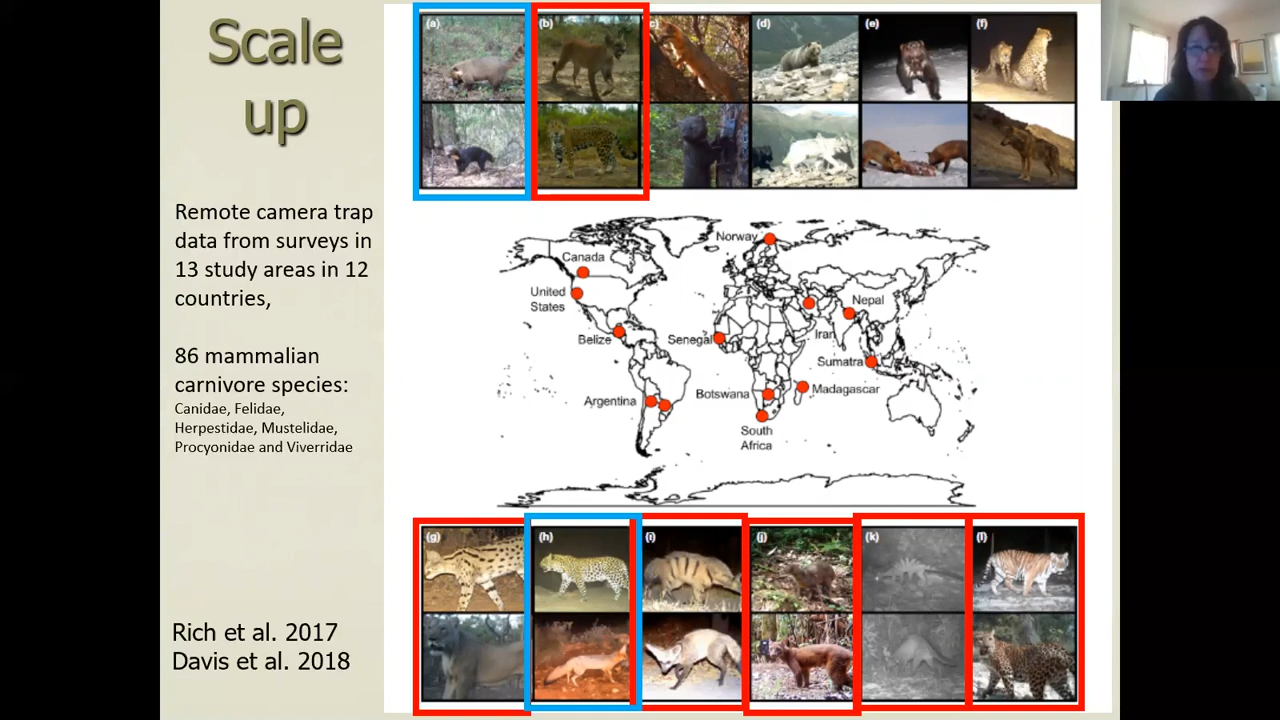 Scale
up
Remote camera trap
data from surveys in
13 study areas in 12
countries,
86 mammalian
carnivore species:
Canidae, Felidae,
Herpestidae, Mustelidae,
Procyonidae and Viverridae
Rich et al. 2017
Davis et al. 2018
(a)
(b)
(c)
(d)
(e)
(f)
Norway
Canada
United
States
Nepal
Iran
Belize
Senegal
Sumatra
Argentina
Botswana
Madagascar
South
Africa
(g)
(h)
(i)
(j)
(k)
(l)